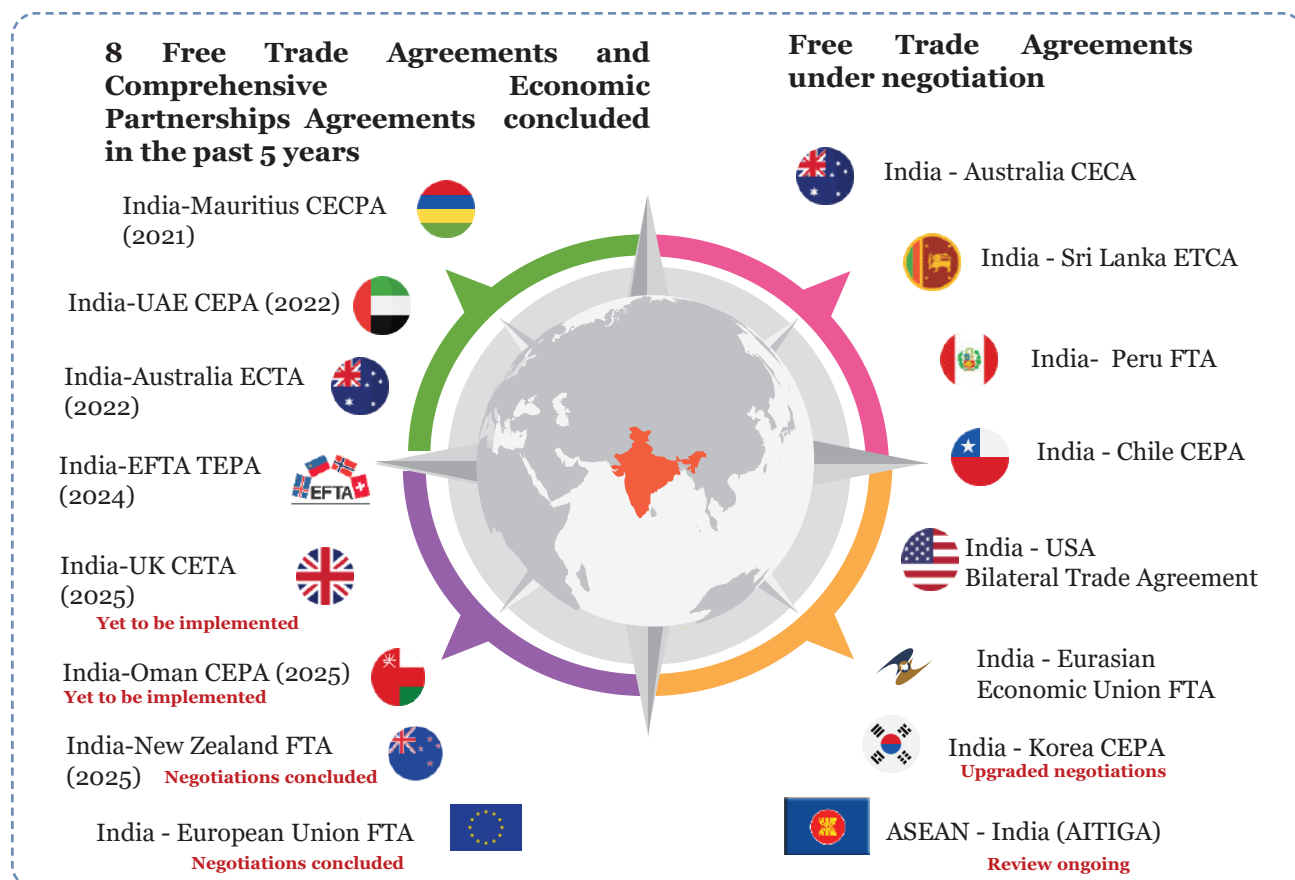 8 Free Trade Agreements and
Comprehensive Economic
Partnerships Agreements concluded
in the past 5 years
India-Mauritius CECPA
(2021)
India-UAE CEPA (2022)
India-Australia ECTA
(2022)
India-EFTA TEPA
(2024)
EFTA
India-UK CETA
(2025)
Yet to be implemented
India-Oman CEPA (2025)
Yet to be implemented
India-New Zealand FTA
(2025) Negotiations concluded
India - European Union FTA
Negotiations concluded
Free Trade Agreements
under negotiation
India - Australia CECA
India - Sri Lanka ETCA
India- Peru FTA
India - Chile CEPA
India - USA
Bilateral Trade Agreement
India - Eurasian
Economic Union FTA
India - Korea CEPA
Upgraded negotiations
ASEAN - India (AITIGA)
Review ongoing